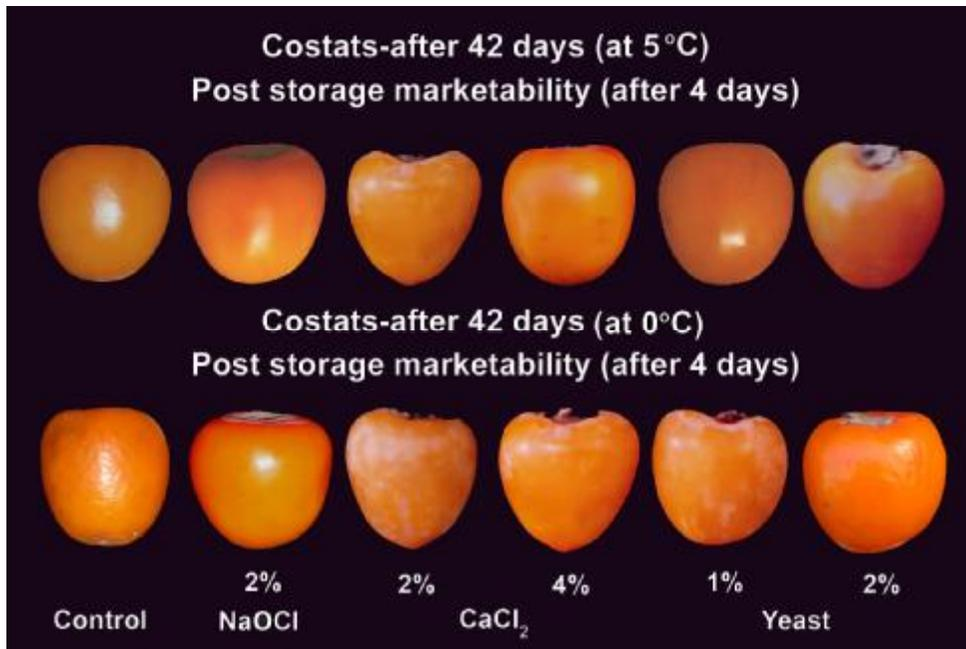 Costats-after 42 days (at 5°C)
Post storage marketability (after 4 days)
Costats-after 42 days (at 0°C)
Post storage marketability (after 4 days)
2% 2% 4% 1% 2%
Control NaOCl CaCl₂ Yeast